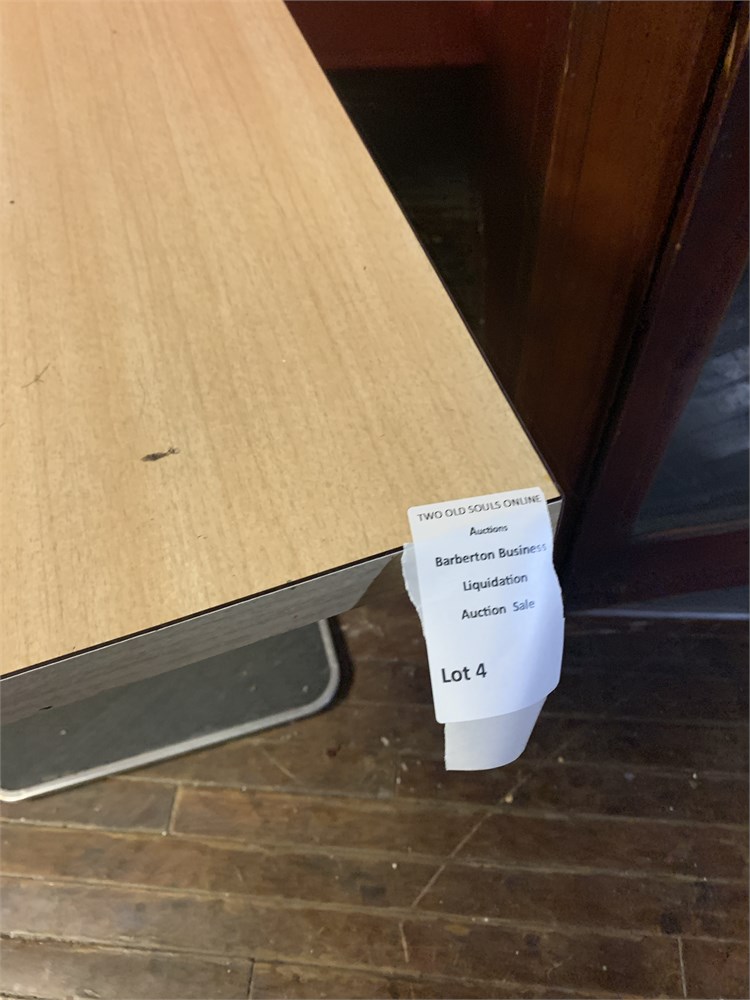 TWO OLD SOULS ONLINE
Auctions
Barberton Business
Liquidation
Auction Sale
Lot 4